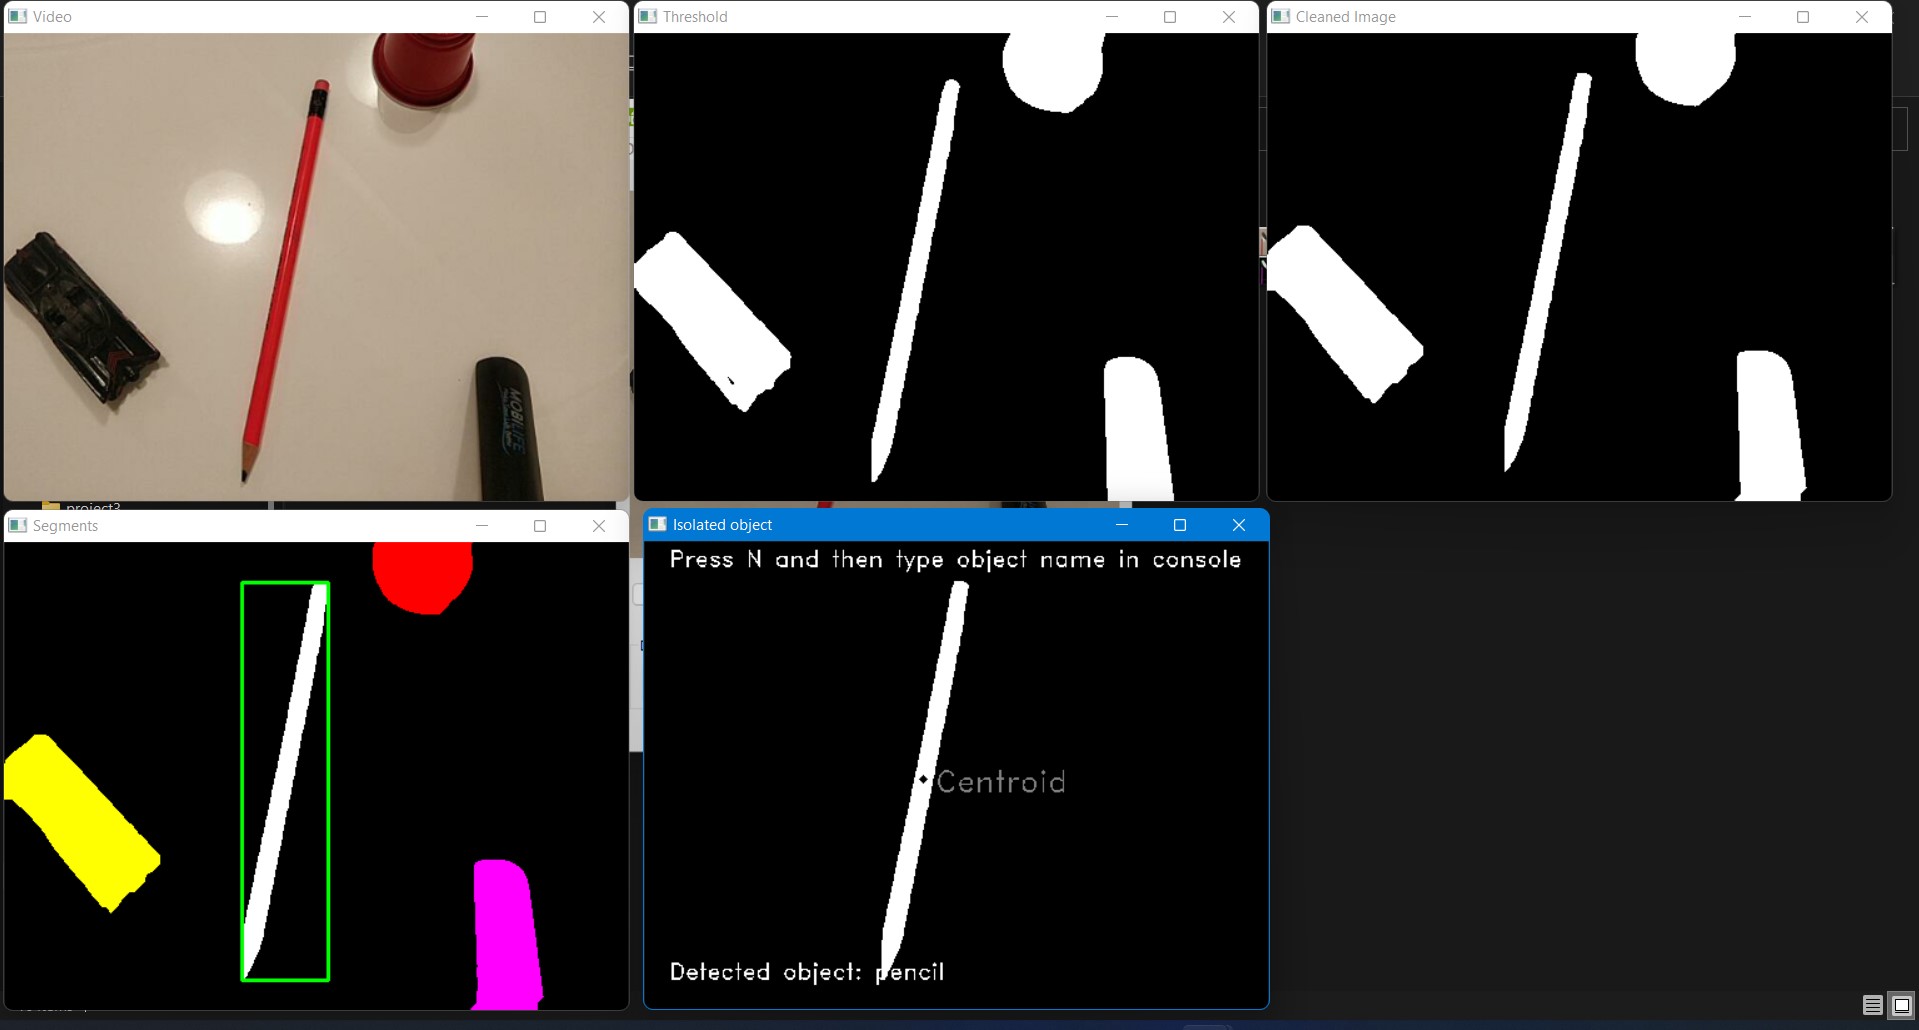 Video
Threshold
Cleaned Image
MOBILIFE
project3
Segments
Isolated object
Press N and then type object name in console
Centroid
Detected object: pencil